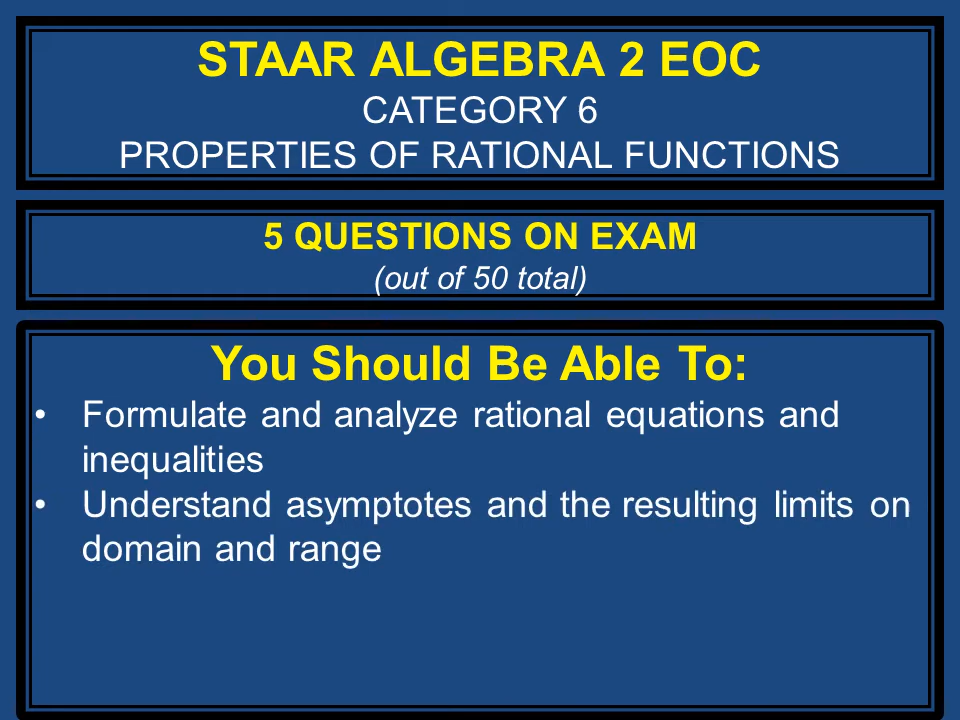 STAAR ALGEBRA 2 EOC
CATEGORY 6
PROPERTIES OF RATIONAL FUNCTIONS
5 QUESTIONS ON EXAM
(out of 50 total)
You Should Be Able To:
• Formulate and analyze rational equations and
inequalities
• Understand asymptotes and the resulting limits on
domain and range